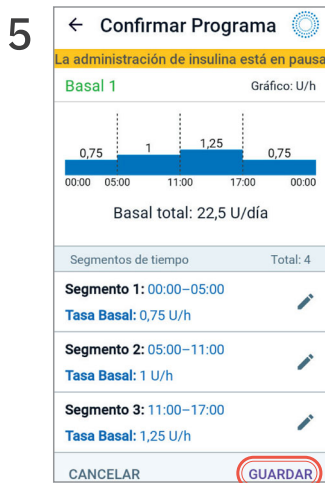 5
Confirmar Programa
La administración de insulina está en pausa
Basal 1 Gráfico: U/h
0,75 1 1,25 0,75
00:00 05:00 11:00 17:00 00:00
Basal total: 22,5 U/día
Segmentos de tiempo Total: 4
Segmento 1: 00:00–05:00
Tasa Basal: 0,75 U/h
Segmento 2: 05:00–11:00
Tasa Basal: 1 U/h
Segmento 3: 11:00–17:00
Tasa Basal: 1,25 U/h
CANCELAR GUARDAR